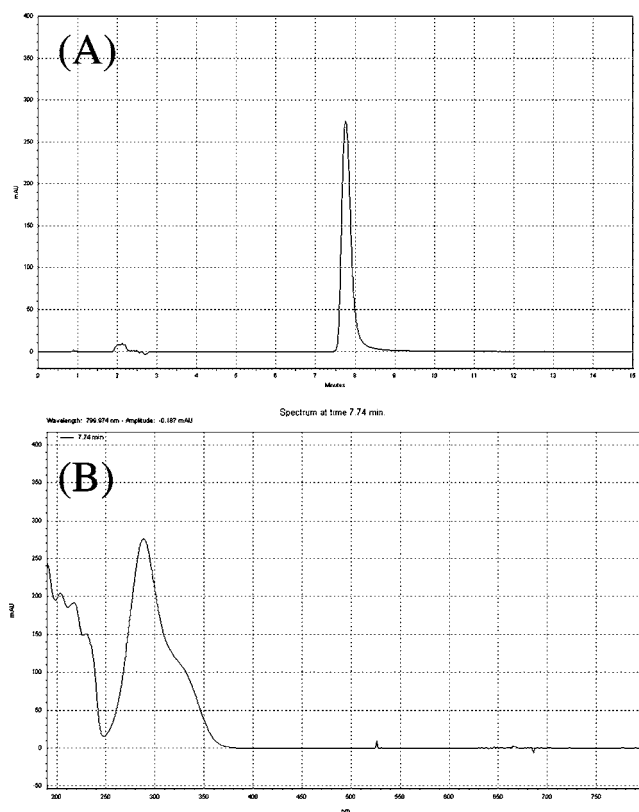 (A)
400
350
300
250
200
150
100
50
0
mAU
0 1 2 3 4 5 6 7 8 9 10 11 12 13 14 15
Minutes
Spectrum at time 7.74 min.
Wavelength: 799.974 nm - Amplitude: -0.187 mAU
7.74 min
(B)
400
350
300
250
200
150
100
50
0
-50
mAU
200 250 300 350 400 450 500 550 600 650 700 750
nm